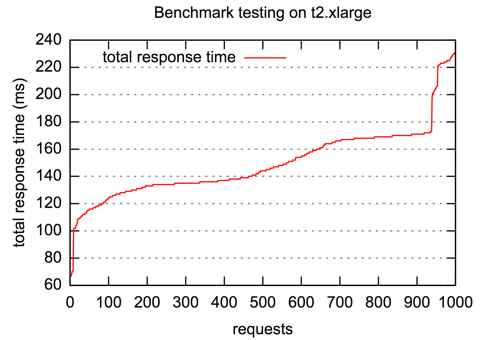 Benchmark testing on t2.xlarge
total response time
total response time (ms)
240
220
200
180
160
140
120
100
80
60
0 100 200 300 400 500 600 700 800 900 1000
requests